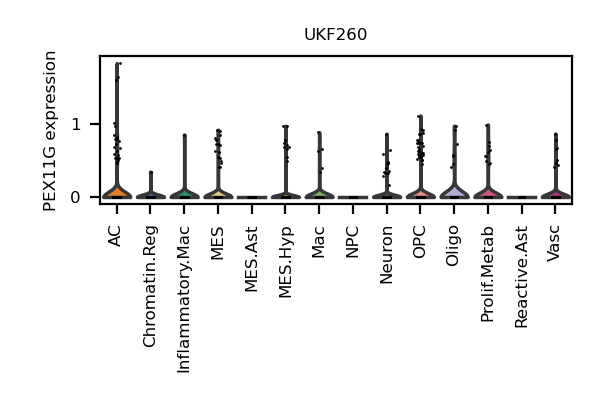 UKF260
PEX11G expression
1
0
AC
Chromatin.Reg
Inflammatory.Mac
MES
MES.Ast
MES.Hyp
Mac
NPC
Neuron
OPC
Oligo
Prolif.Metab
Reactive.Ast
Vasc